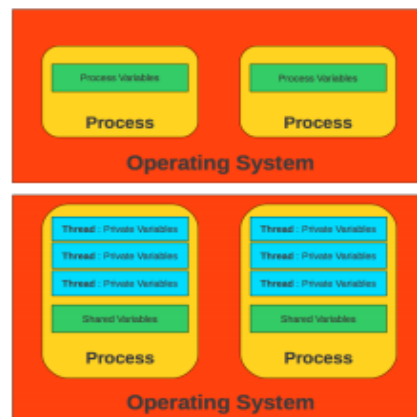 Process Variables
Process Variables
Process
Process
Operating System
Thread : Private Variables
Thread : Private Variables
Thread : Private Variables
Shared Variables
Process
Thread : Private Variables
Thread : Private Variables
Thread : Private Variables
Shared Variables
Process
Operating System